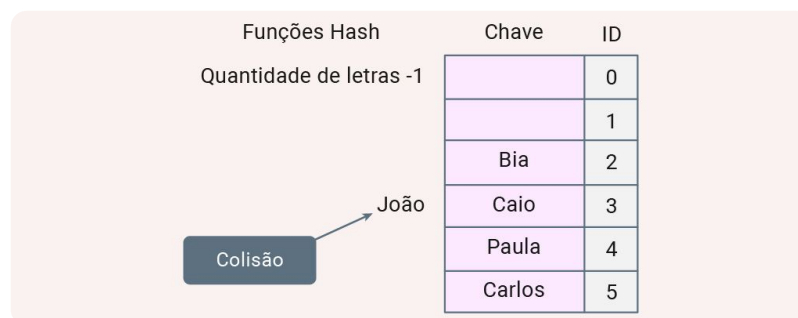 Funções Hash Chave ID
Quantidade de letras -1 0
1
Bia 2
João Caio 3
Colisão
Paula 4
Carlos 5